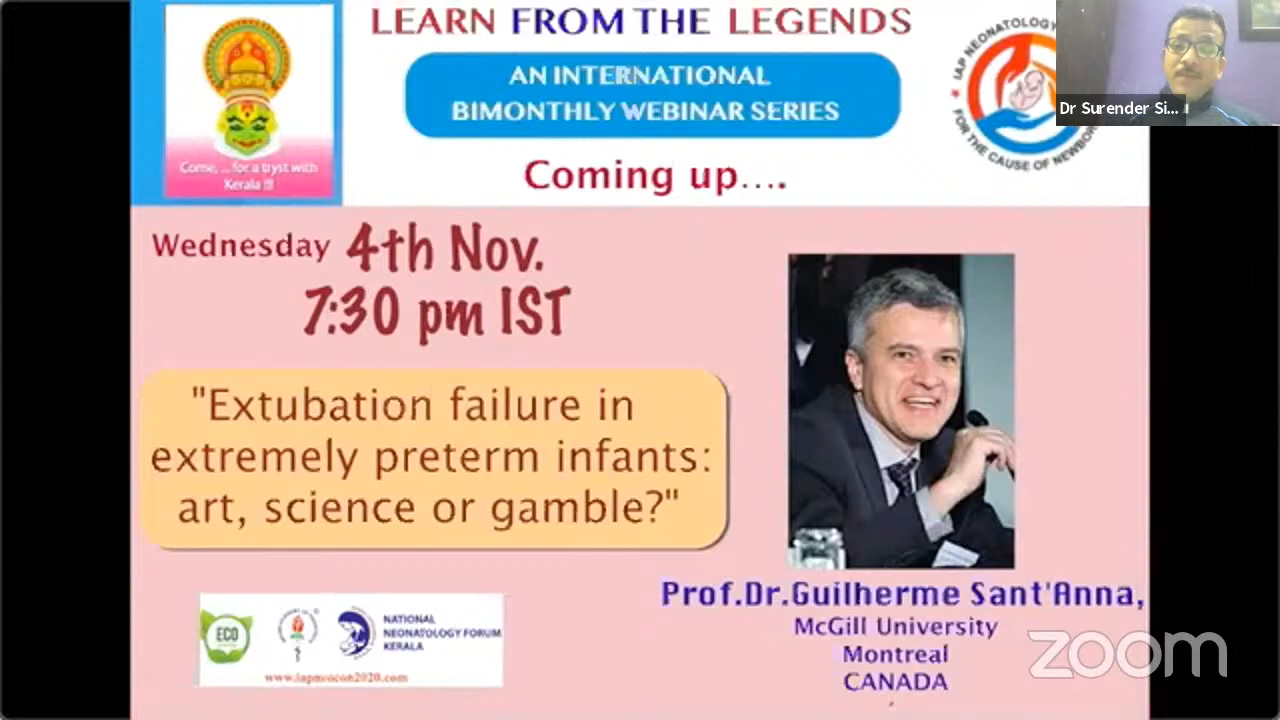 LEARN FROM THE LEGENDS
AN INTERNATIONAL
BIMONTHLY WEBINAR SERIES
Coming up....
Come, ... for a tryst with
Kerala !!!
IAP NEONATOLOGY
FOR THE CAUSE OF NEWBOR
Dr Surender Si...
Wednesday 4th Nov.
7:30 pm IST
"Extubation failure in
extremely preterm infants:
art, science or gamble?"
Prof.Dr.Guilherme Sant'Anna,
McGill University
Montreal
CANADA
ECO
NATIONAL
NEONATOLOGY FORUM
KERALA
www.iapneocon2020.com
zoom